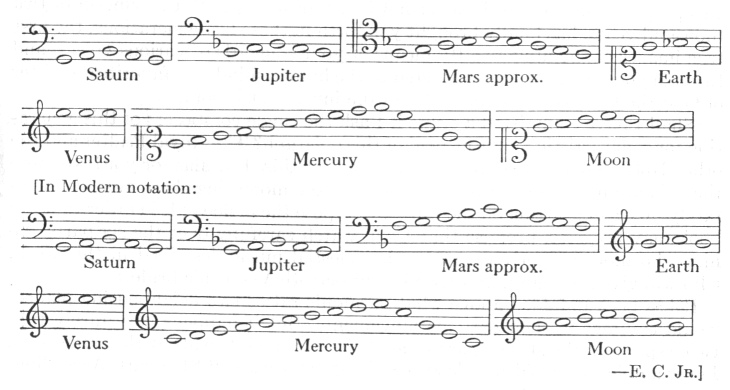 Saturn Jupiter Mars approx. Earth
Venus Mercury Moon
[In Modern notation:
Saturn Jupiter Mars approx. Earth
Venus Mercury Moon
—E. C. JR.]